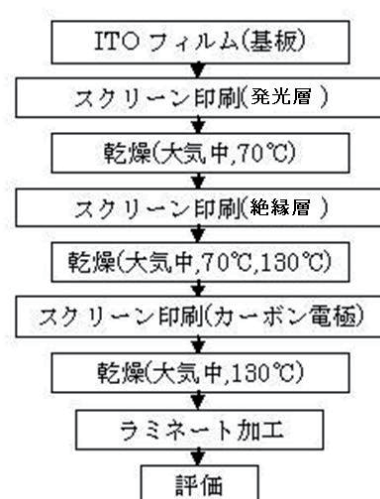 ITO フィルム(基板)
スクリーン印刷(発光層 )
乾燥(大気中,70℃)
スクリーン印刷(絶縁層 )
乾燥(大気中,70℃,130℃)
スクリーン印刷(カーボン電極)
乾燥(大気中,130℃)
ラミネート加工
評価